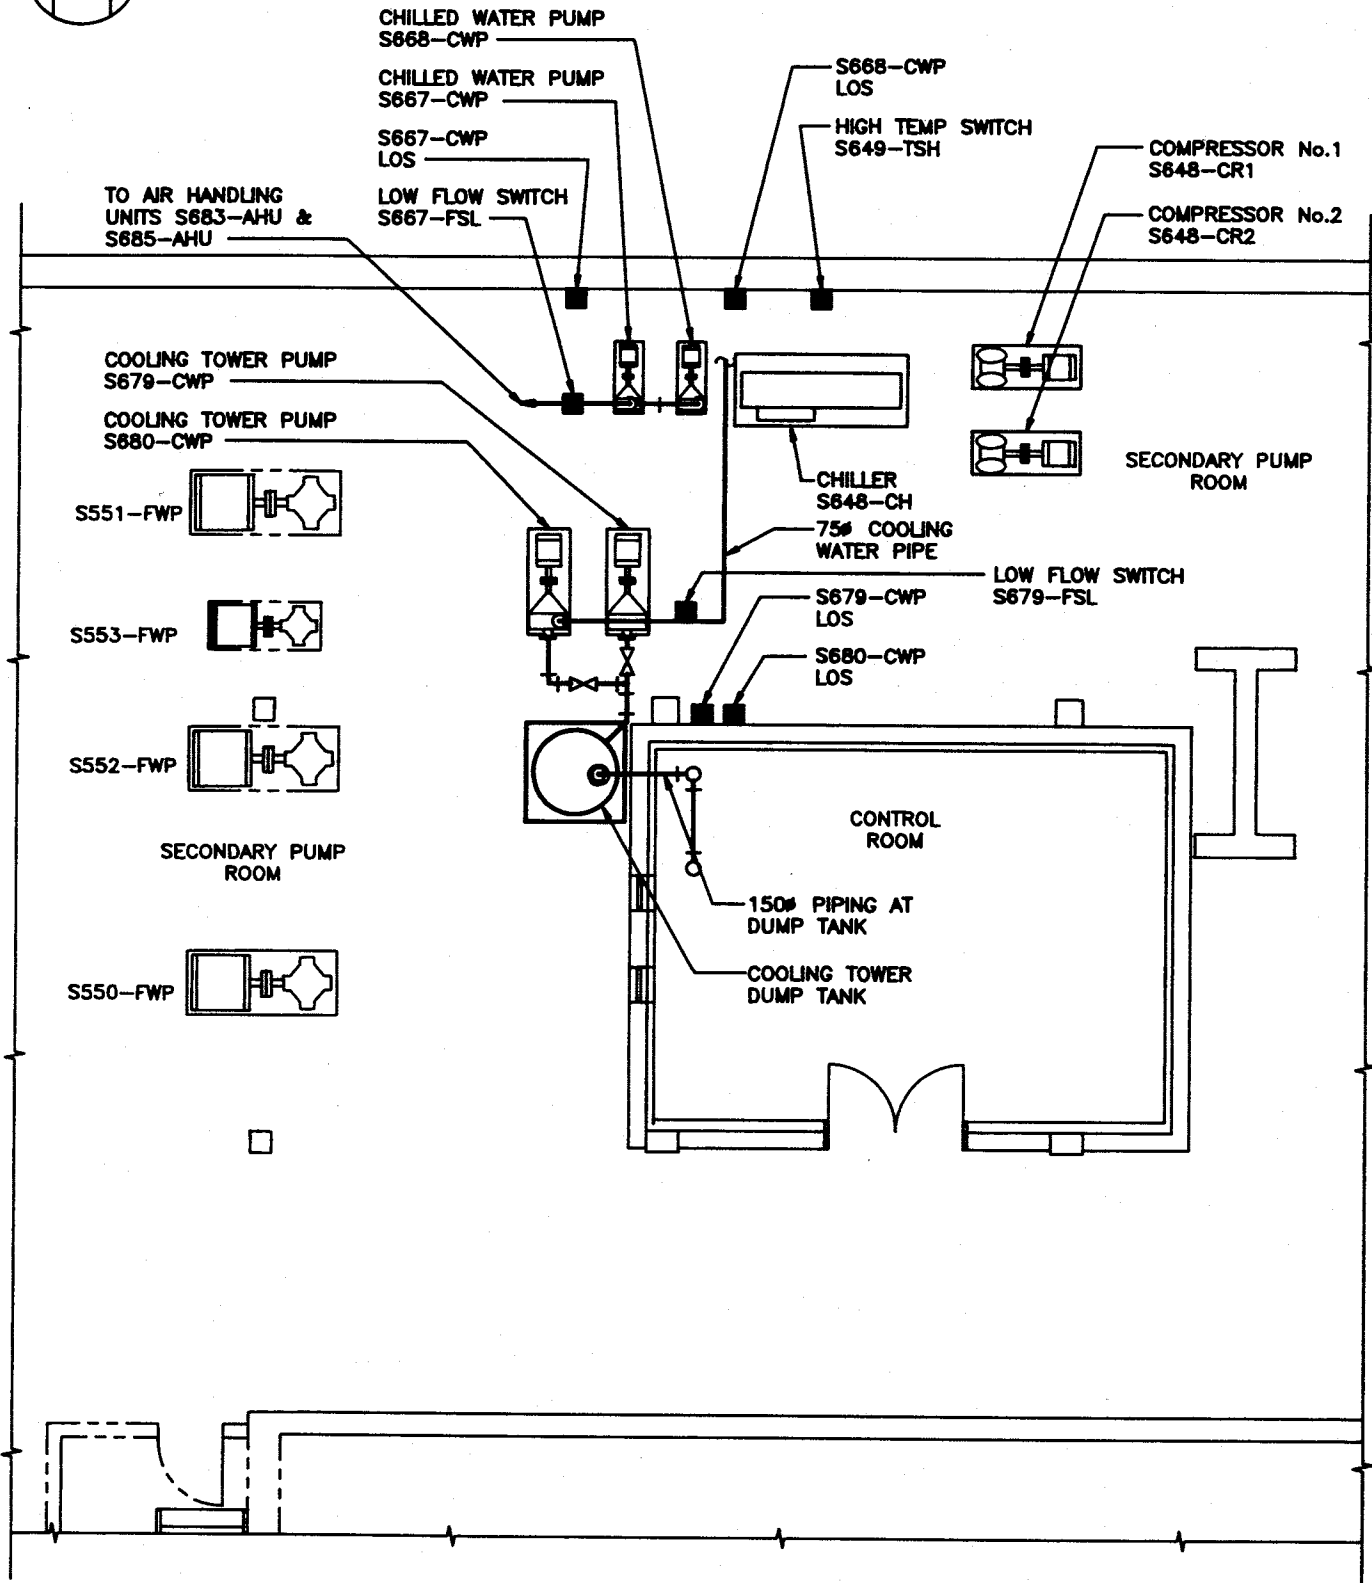 CHILLED WATER PUMP
S668-CWP
CHILLED WATER PUMP
S667-CWP
S667-CWP
LOS
LOW FLOW SWITCH
S667-FSL
TO AIR HANDLING
UNITS S683-AHU &
S685-AHU
S668-CWP
LOS
HIGH TEMP SWITCH
S649-TSH
COMPRESSOR No.1
S648-CR1
COMPRESSOR No.2
S648-CR2
COOLING TOWER PUMP
S679-CWP
COOLING TOWER PUMP
S680-CWP
SECONDARY PUMP
ROOM
CHILLER
S648-CH
S551-FWP
75ø COOLING
WATER PIPE
LOW FLOW SWITCH
S679-FSL
S679-CWP
LOS
S553-FWP
S680-CWP
LOS
S552-FWP
CONTROL
ROOM
SECONDARY PUMP
ROOM
150ø PIPING AT
DUMP TANK
COOLING TOWER
DUMP TANK
S550-FWP